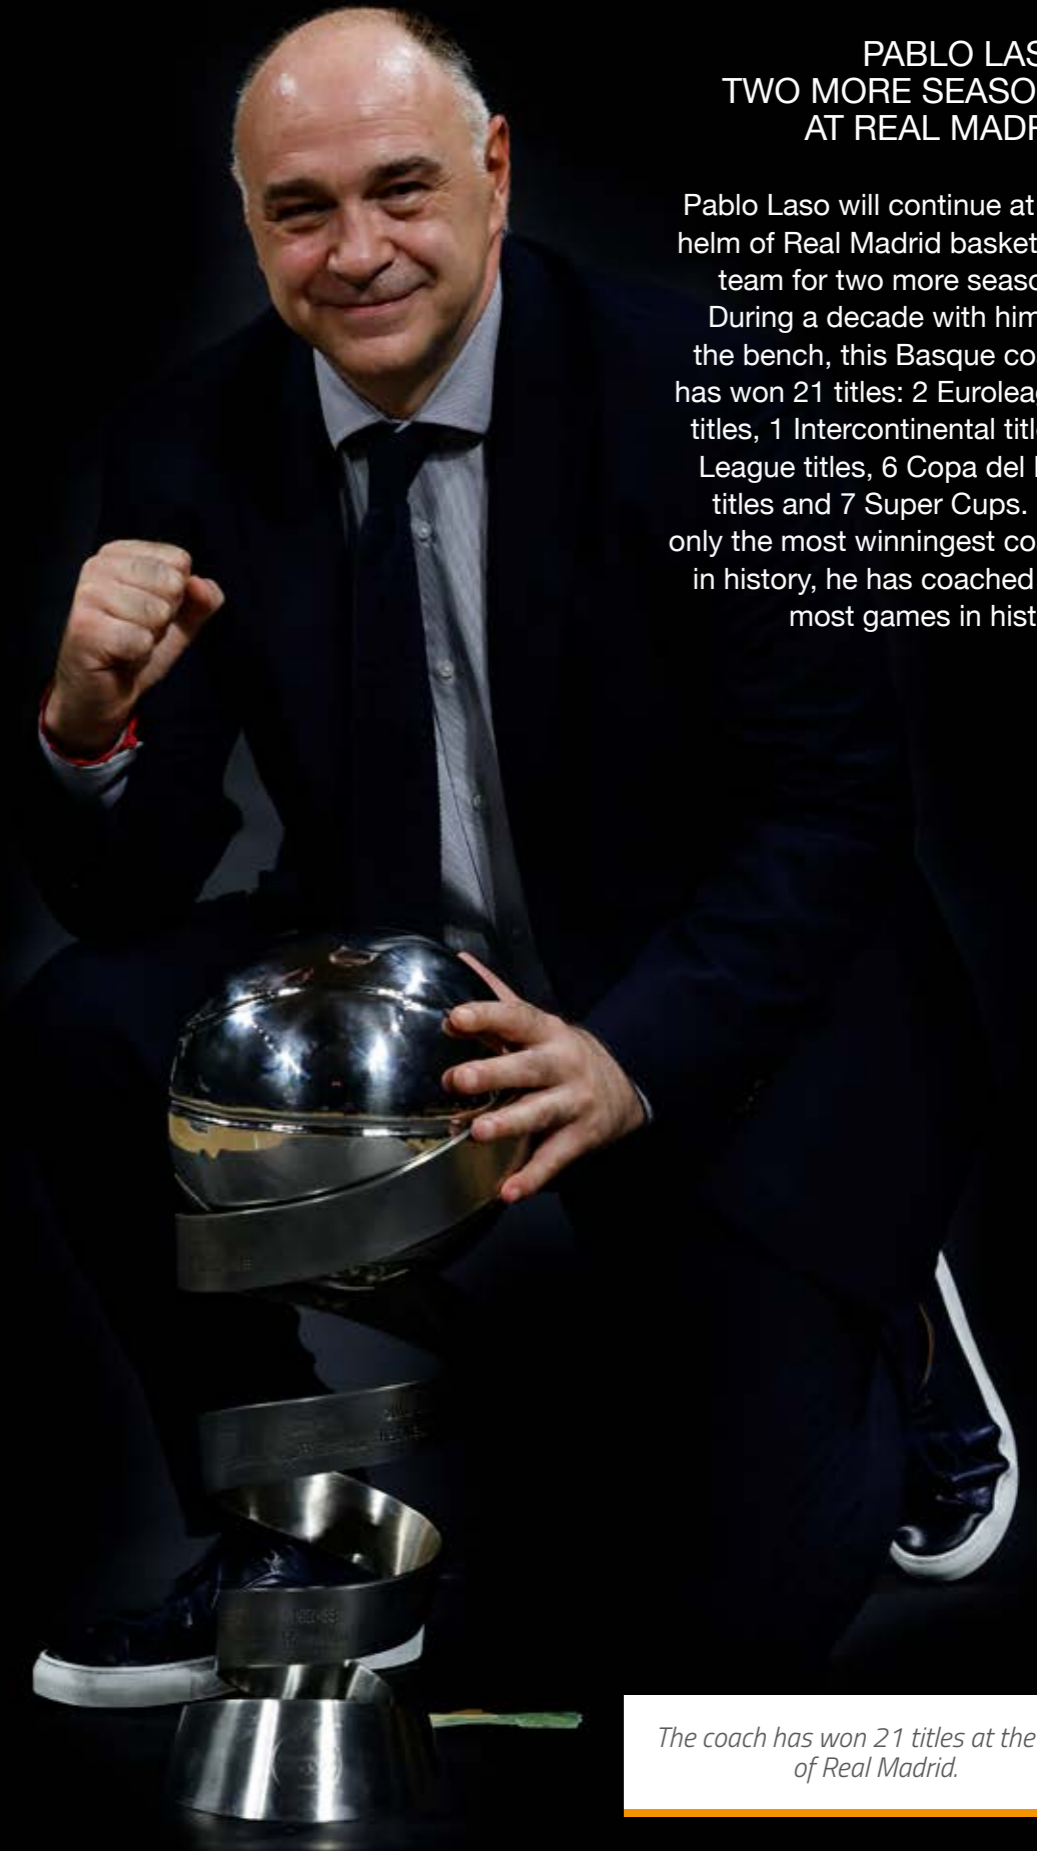 PABLO LAS
TWO MORE SEASO
AT REAL MADR
Pablo Laso will continue at
helm of Real Madrid basket
team for two more seaso
During a decade with him
the bench, this Basque co
has won 21 titles: 2 Eurolea
titles, 1 Intercontinental titl
League titles, 6 Copa del
titles and 7 Super Cups.
only the most winningest co
in history, he has coached
most games in hist
The coach has won 21 titles at the
of Real Madrid.